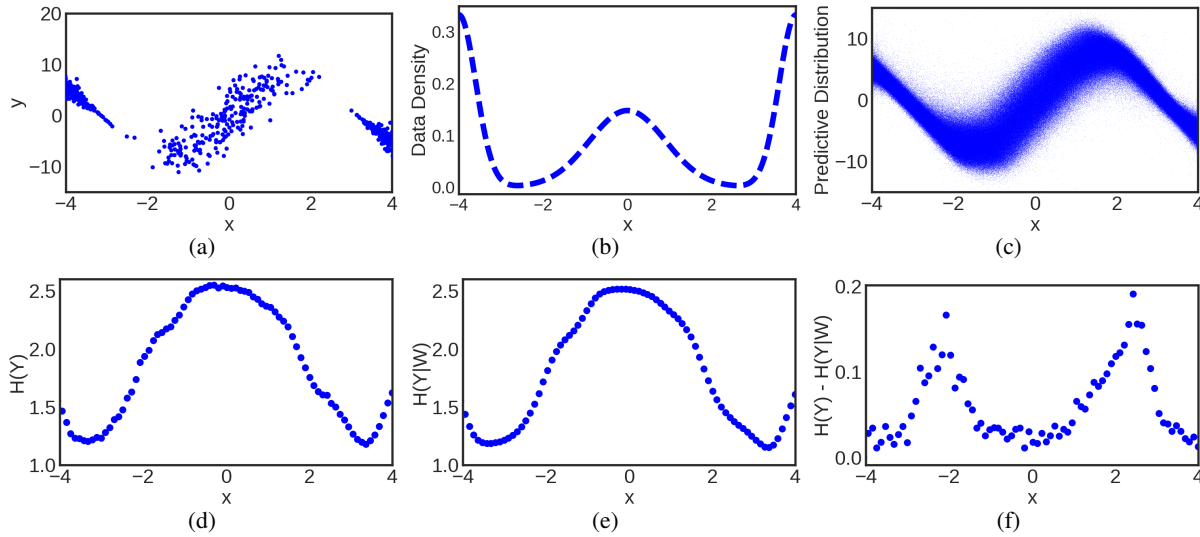 20
10
0
−10
y
−4
−2
0
2
4
x
(a)
0.3
0.2
0.1
0.0
Data Density
−4
−2
0
2
4
x
(b)
10
0
−10
Predictive Distribution
−4
−2
0
2
4
x
(c)
2.5
2.0
1.5
1.0
H(Y)
−4
−2
0
2
4
x
(d)
2.5
2.0
1.5
1.0
H(Y|W)
−4
−2
0
2
4
x
(e)
0.2
0.1
0.0
H(Y) - H(Y|W)
−4
−2
0
2
4
x
(f)